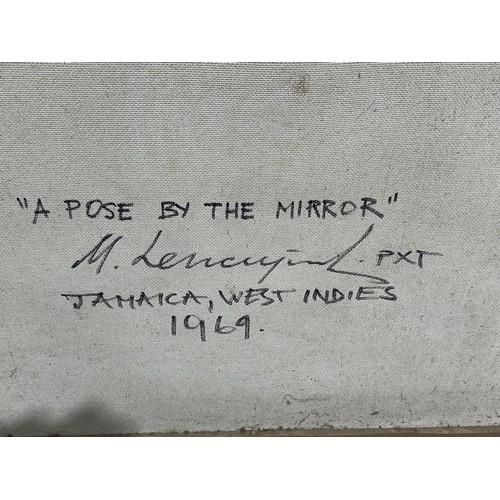 "A POSE BY THE MIRROR"
M. PXT
JAMAICA, WEST INDIES
1969.